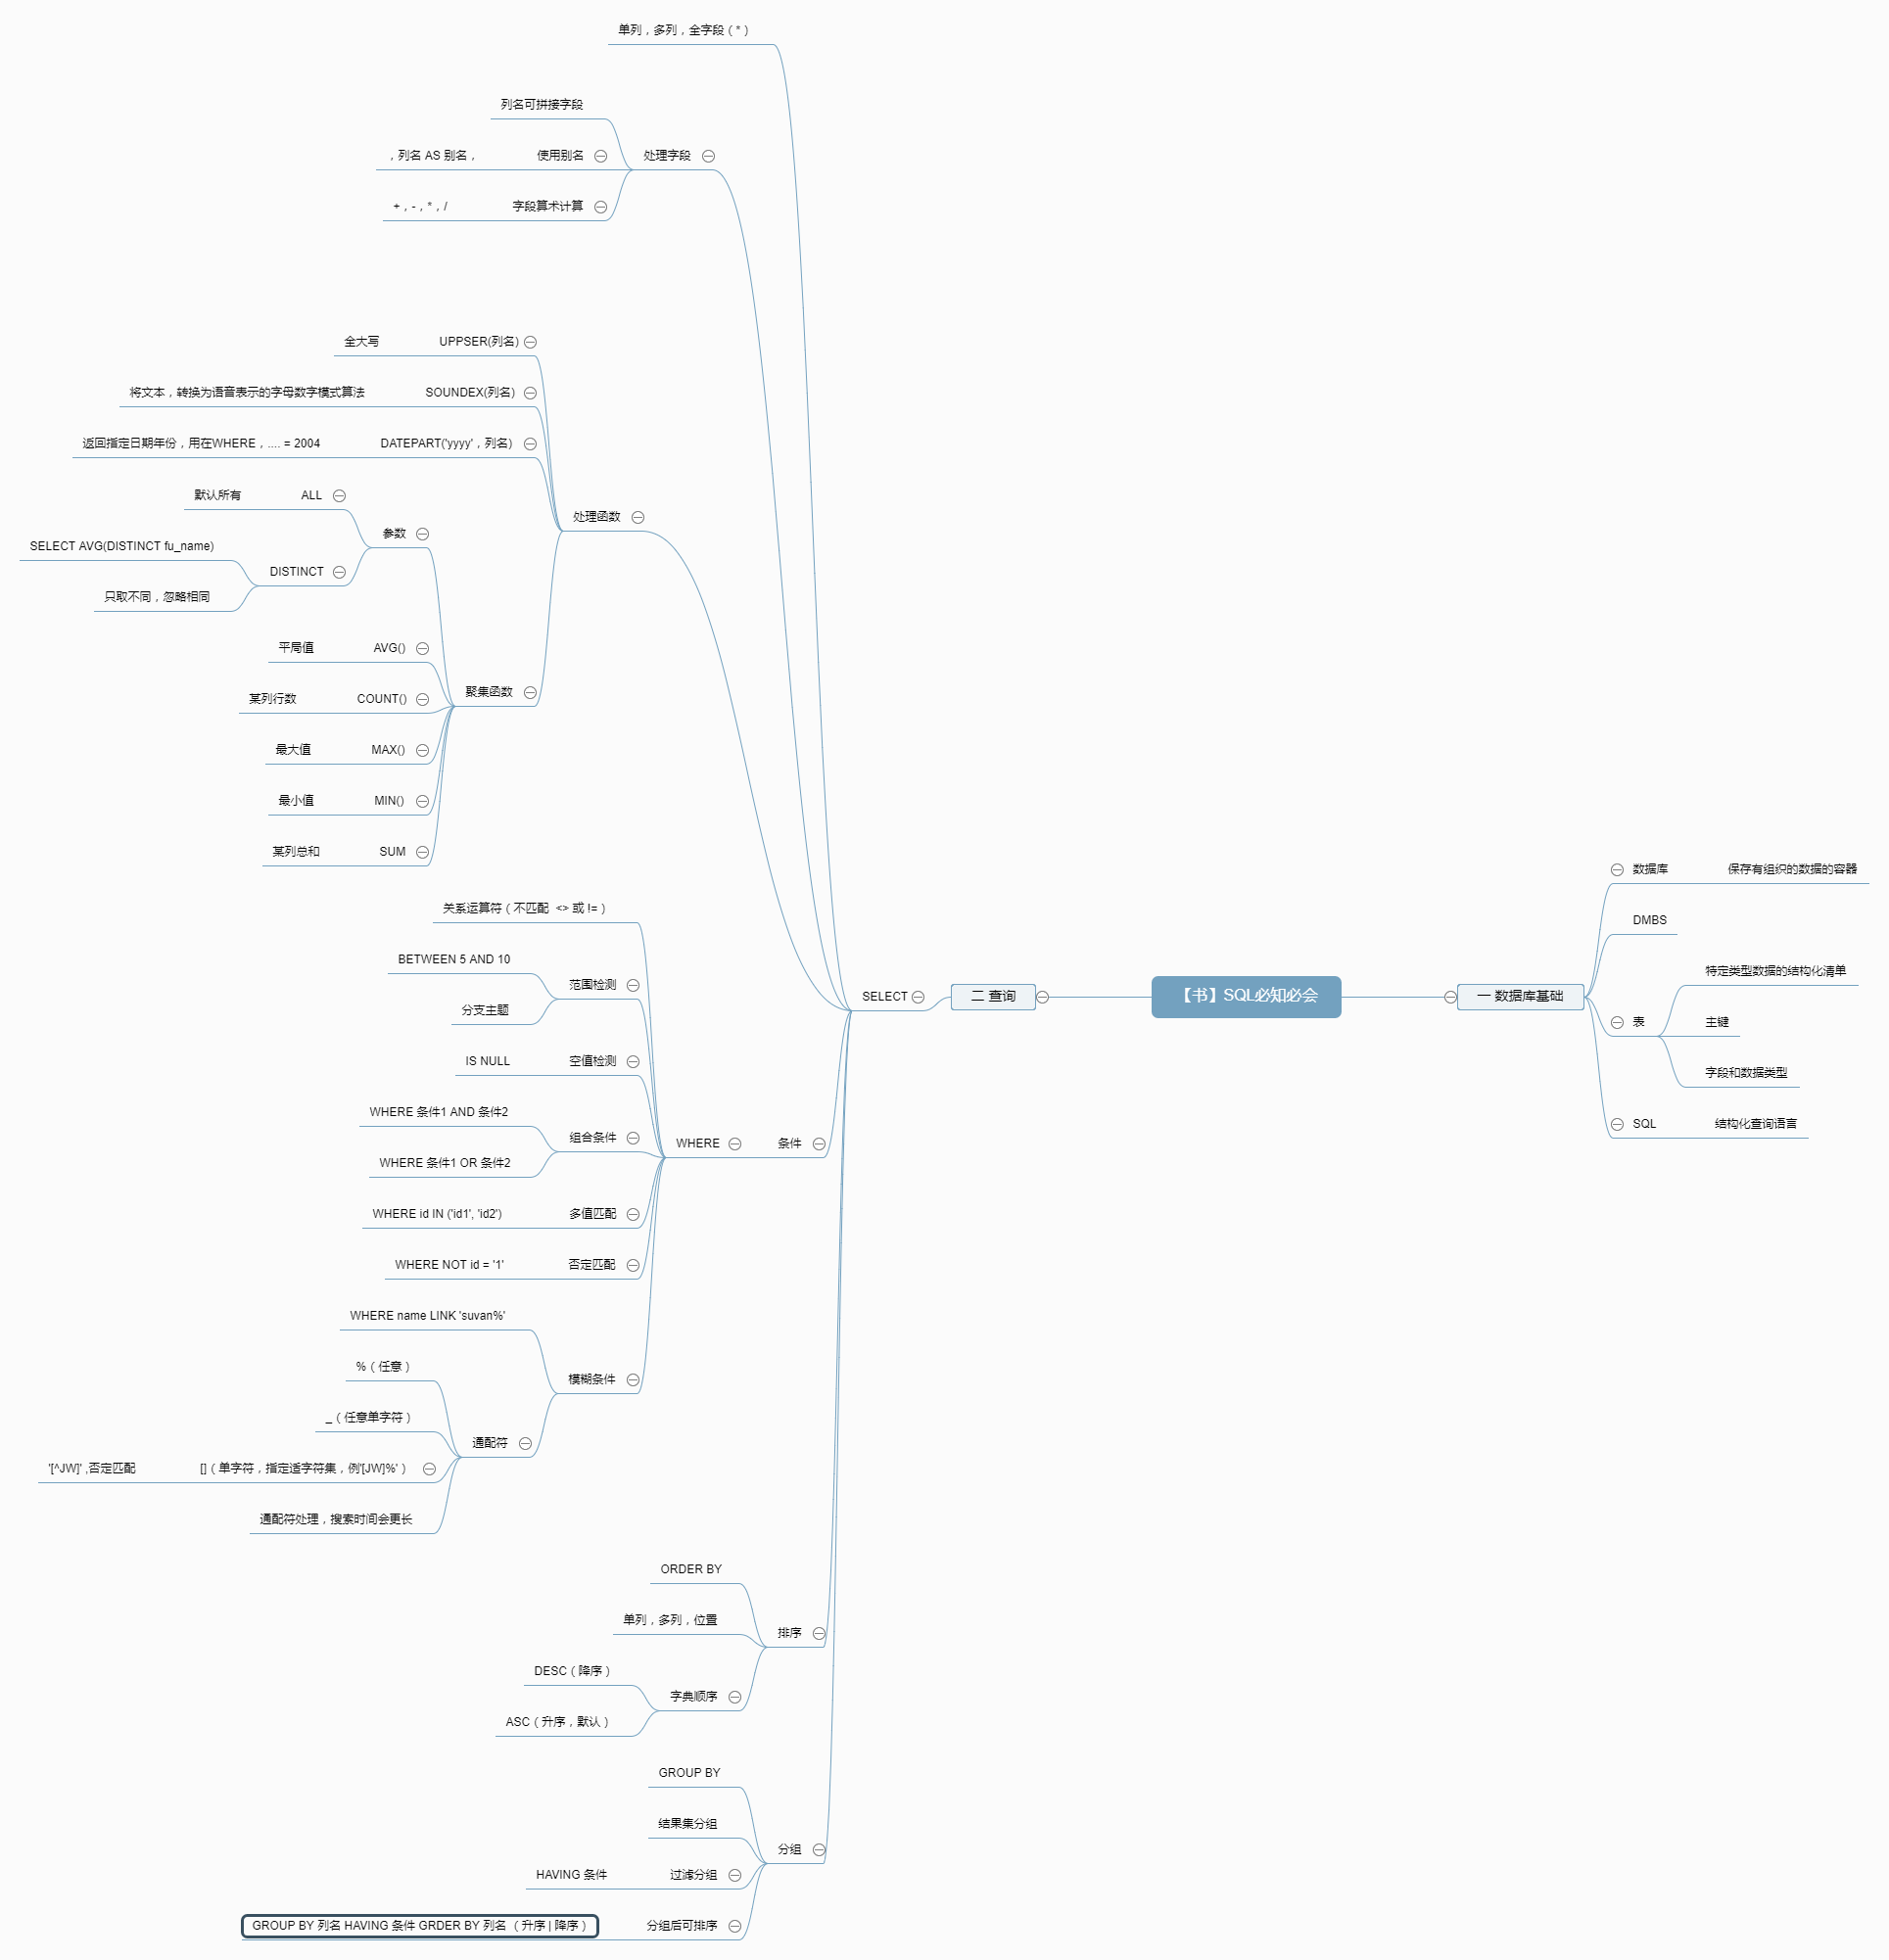 【书】SQL必知必会
一 数据库基础
数据库
保存有组织的数据的容器
DMBS
表
特定类型数据的结构化清单
主键
字段和数据类型
SQL
结构化查询语言
二 查询
SELECT
单列，多列，全字段（*）
处理字段
列名可拼接字段
使用别名
，列名 AS 别名，
字段算术计算
+，-，*，/
处理函数
UPPSER(列名)
全大写
SOUNDEX(列名)
将文本，转换为语音表示的字母数字模式算法
DATEPART('yyyy'，列名)
返回指定日期年份，用在WHERE，.... = 2004
聚集函数
参数
ALL
默认所有
DISTINCT
SELECT AVG(DISTINCT fu_name)
只取不同，忽略相同
AVG()
平局值
COUNT()
某列行数
MAX()
最大值
MIN()
最小值
SUM
某列总和
条件
WHERE
关系运算符（不匹配 <> 或 !=）
范围检测
BETWEEN 5 AND 10
分支主题
空值检测
IS NULL
组合条件
WHERE 条件1 AND 条件2
WHERE 条件1 OR 条件2
多值匹配
WHERE id IN ('id1', 'id2')
否定匹配
WHERE NOT id = '1'
模糊条件
WHERE name LINK 'suvan%'
通配符
%（任意）
_（任意单字符）
[]（单字符，指定适字符集，例'[JW]%'）
'[^JW]' ,否定匹配
通配符处理，搜索时间会更长
排序
ORDER BY
单列，多列，位置
字典顺序
DESC（降序）
ASC（升序，默认）
分组
GROUP BY
结果集分组
过滤分组
HAVING 条件
分组后可排序
GROUP BY 列名 HAVING 条件 GRDER BY 列名 （升序 | 降序）